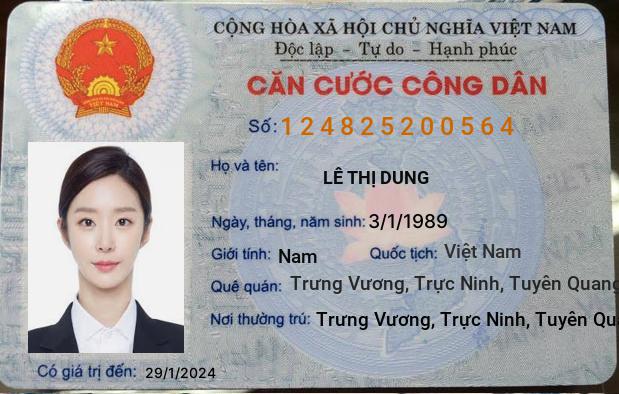 CỘNG HÒA XÃ HỘI CHỦ NGHĨA VIỆT NAM
Độc lập - Tự do - Hạnh phúc
CĂN CƯỚC CÔNG DÂN
Số: 124825200564
Họ và tên:
LÊ THỊ DUNG
Ngày, tháng, năm sinh: 3/1/1989
Giới tính: Nam Quốc tịch: Việt Nam
Quê quán: Trưng Vương, Trực Ninh, Tuyên Quang
Nơi thường trú: Trưng Vương, Trực Ninh, Tuyên Qu
Có giá trị đến: 29/1/2024
VIỆT NAM